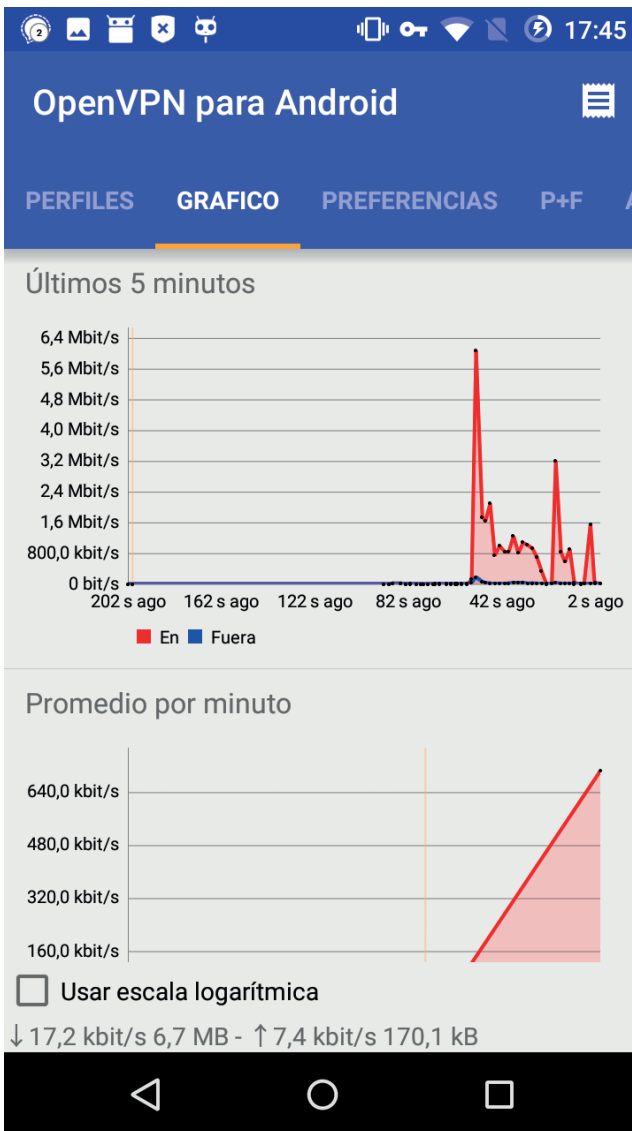 2 17:45
OpenVPN para Android
PERFILES GRAFICO PREFERENCIAS P+F
Últimos 5 minutos
6,4 Mbit/s
5,6 Mbit/s
4,8 Mbit/s
4,0 Mbit/s
3,2 Mbit/s
2,4 Mbit/s
1,6 Mbit/s
800,0 kbit/s
0 bit/s
202 s ago 162 s ago 122 s ago 82 s ago 42 s ago 2 s ago
En Fuera
Promedio por minuto
640,0 kbit/s
480,0 kbit/s
320,0 kbit/s
160,0 kbit/s
Usar escala logarítmica
↓ 17,2 kbit/s 6,7 MB - ↑ 7,4 kbit/s 170,1 kB